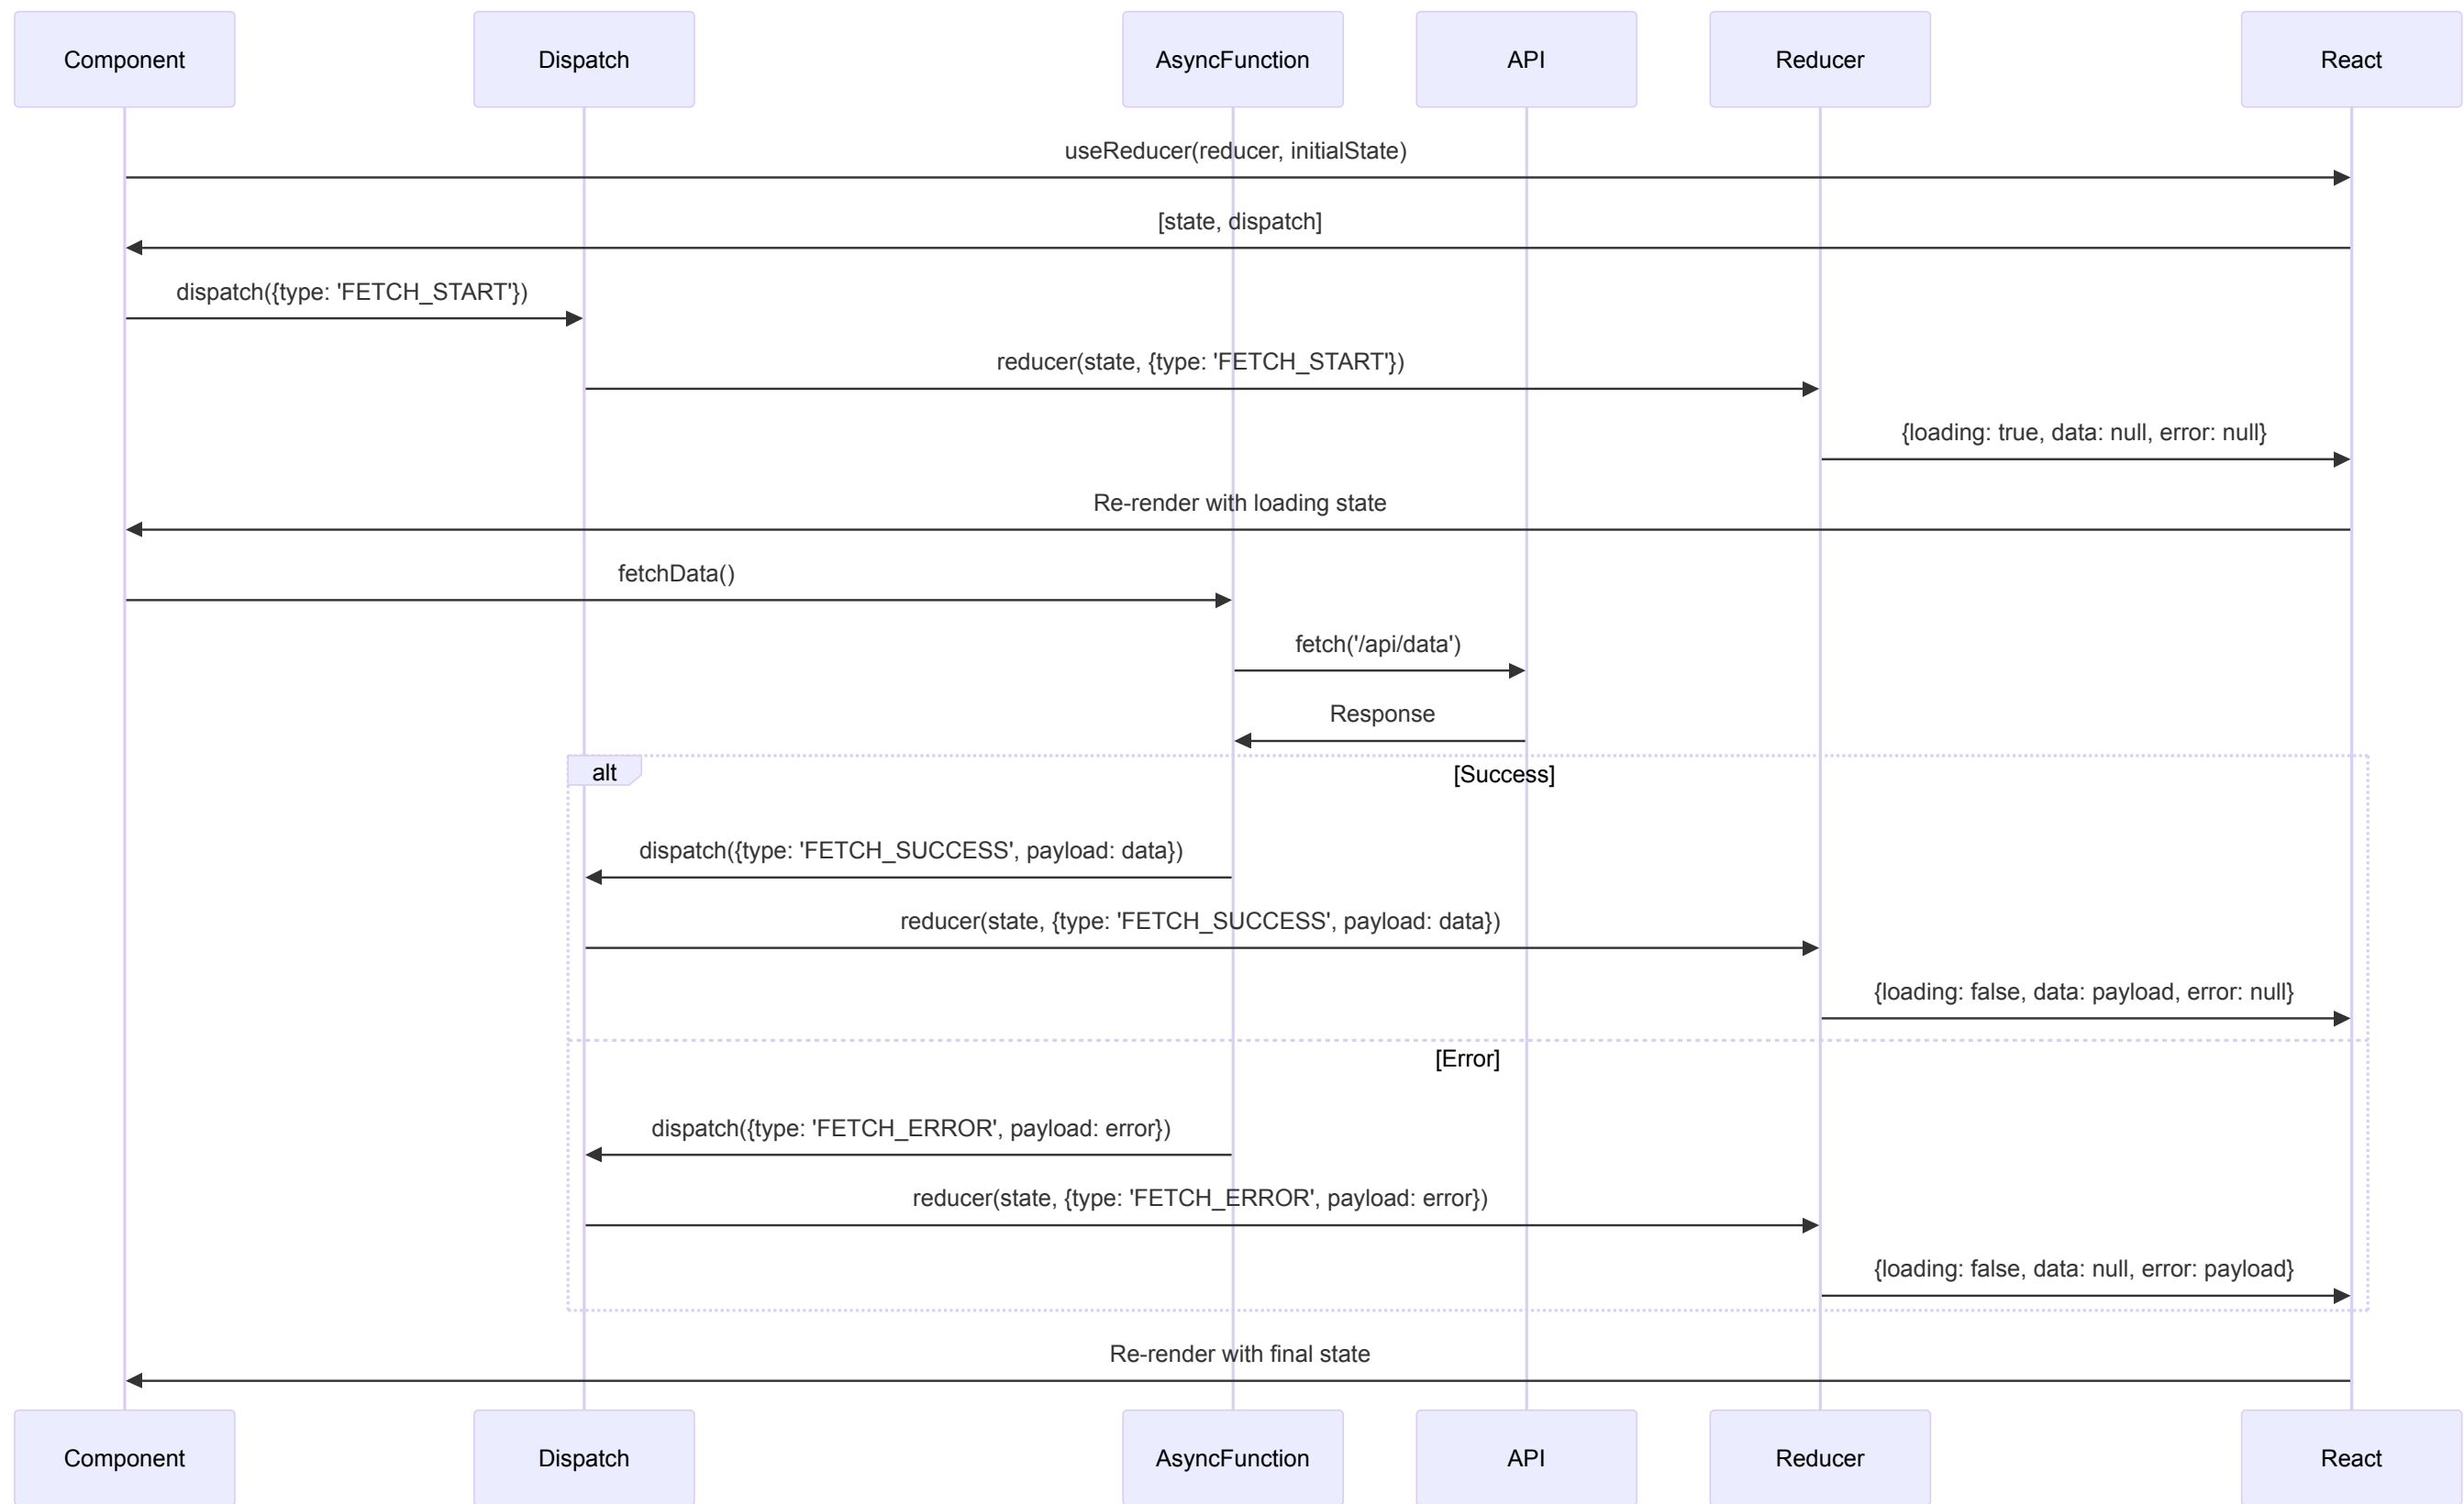 Component
Dispatch
AsyncFunction
API
Reducer
React
useReducer(reducer, initialState)
[state, dispatch]
dispatch({type: 'FETCH_START'})
reducer(state, {type: 'FETCH_START'})
{loading: true, data: null, error: null}
Re-render with loading state
fetchData()
fetch('/api/data')
Response
alt
[Success]
dispatch({type: 'FETCH_SUCCESS', payload: data})
reducer(state, {type: 'FETCH_SUCCESS', payload: data})
{loading: false, data: payload, error: null}
[Error]
dispatch({type: 'FETCH_ERROR', payload: error})
reducer(state, {type: 'FETCH_ERROR', payload: error})
{loading: false, data: null, error: payload}
Re-render with final state
Component
Dispatch
AsyncFunction
API
Reducer
React